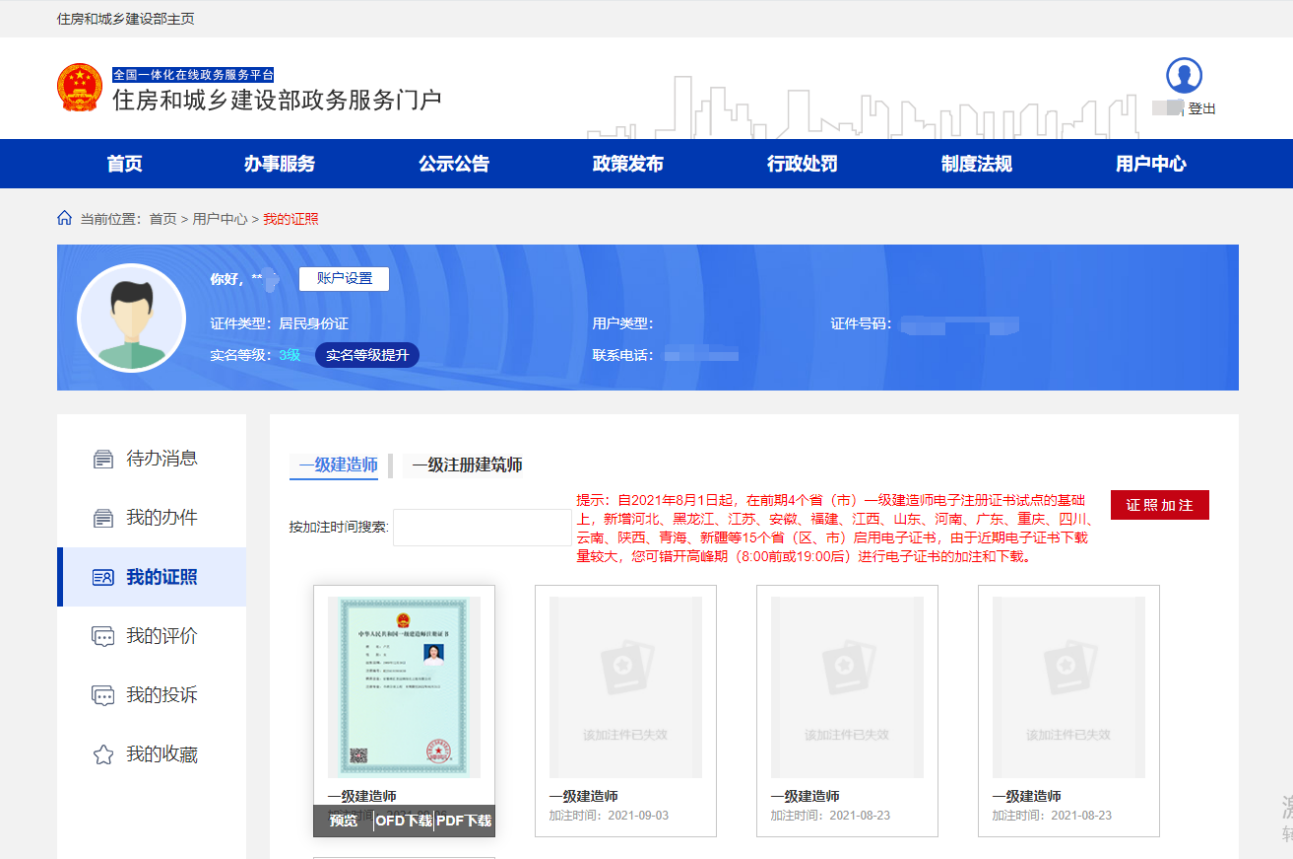 住房和城乡建设部主页
全国一体化在线政务服务平台
住房和城乡建设部政务服务门户
登出
首页 办事服务 公示公告 政策发布 行政处罚 制度法规 用户中心
当前位置：首页 > 用户中心 > 我的证照
你好，** 账户设置
证件类型：居民身份证 用户类型： 证件号码：
实名等级：3级 实名等级提升 联系电话：
待办消息
我的办件
我的证照
我的评价
我的投诉
我的收藏
一级建造师 一级注册建筑师
按加注时间搜索:
提示：自2021年8月1日起，在前期4个省（市）一级建造师电子注册证书试点的基础
上，新增河北、黑龙江、江苏、安徽、福建、江西、山东、河南、广东、重庆、四川、
云南、陕西、青海、新疆等15个省（区、市）启用电子证书，由于近期电子证书下载
量较大，您可错开高峰期（8:00前或19:00后）进行电子证书的加注和下载。
证照加注
中华人民共和国一级建造师注册证书
该加注件已失效 该加注件已失效 该加注件已失效
一级建造师 一级建造师 一级建造师 一级建造师
预览 OFD下载 PDF下载
加注时间：2021-09-03 加注时间：2021-08-23 加注时间：2021-08-23